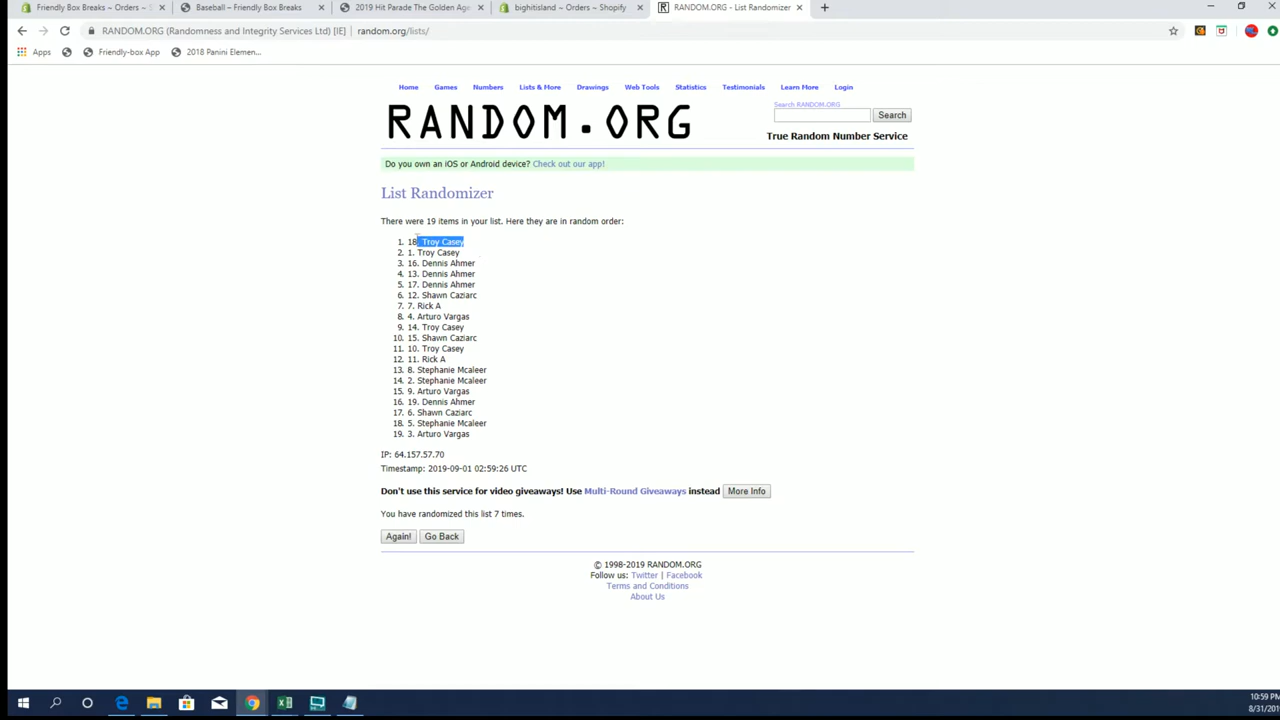 Friendly Box Breaks ~ Orders ~ S
Baseball – Friendly Box Breaks
2019 Hit Parade The Golden Age
bighitisland ~ Orders ~ Shopify
RANDOM.ORG - List Randomizer
RANDOM.ORG (Randomness and Integrity Services Ltd) [IE] | random.org/lists/
Apps
Friendly-box App
2018 Panini Elemen...
Home Games Numbers Lists & More Drawings Web Tools Statistics Testimonials Learn More Login
RANDOM.ORG
Search RANDOM.ORG
Search
True Random Number Service
Do you own an iOS or Android device? Check out our app!
List Randomizer
There were 19 items in your list. Here they are in random order:
1. 18. Troy Casey
2. 1. Troy Casey
3. 16. Dennis Ahmer
4. 13. Dennis Ahmer
5. 17. Dennis Ahmer
6. 12. Shawn Caziarc
7. 7. Rick A
8. 4. Arturo Vargas
9. 14. Troy Casey
10. 15. Shawn Caziarc
11. 10. Troy Casey
12. 11. Rick A
13. 8. Stephanie Mcaleer
14. 2. Stephanie Mcaleer
15. 9. Arturo Vargas
16. 19. Dennis Ahmer
17. 6. Shawn Caziarc
18. 5. Stephanie Mcaleer
19. 3. Arturo Vargas
IP: 64.157.57.70
Timestamp: 2019-09-01 02:59:26 UTC
Don't use this service for video giveaways! Use Multi-Round Giveaways instead More Info
You have randomized this list 7 times.
Again! Go Back
© 1998-2019 RANDOM.ORG
Follow us: Twitter | Facebook
Terms and Conditions
About Us
10:59 PM
8/31/2019